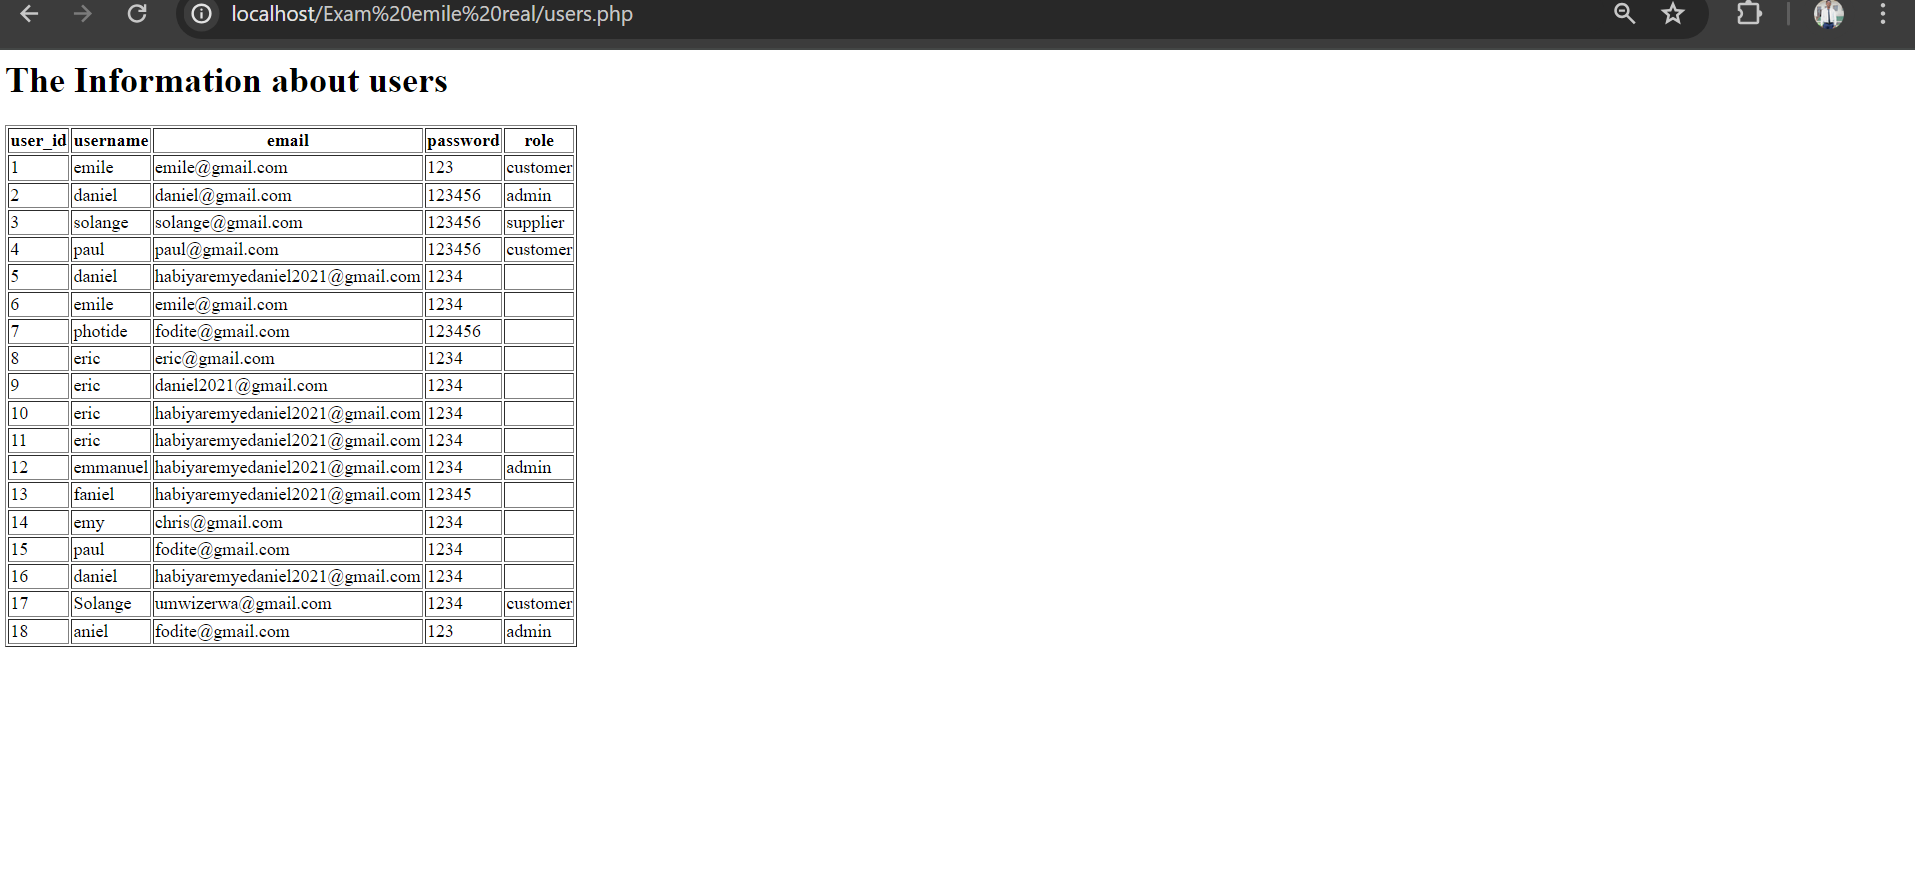 localhost/Exam%20emile%20real/users.php
The Information about users
user_id username email password role
1 emile emile@gmail.com 123 customer
2 daniel daniel@gmail.com 123456 admin
3 solange solange@gmail.com 123456 supplier
4 paul paul@gmail.com 123456 customer
5 daniel habiyaremyedaniel2021@gmail.com 1234
6 emile emile@gmail.com 1234
7 photide fodite@gmail.com 123456
8 eric eric@gmail.com 1234
9 eric daniel2021@gmail.com 1234
10 eric habiyaremyedaniel2021@gmail.com 1234
11 eric habiyaremyedaniel2021@gmail.com 1234
12 emmanuel habiyaremyedaniel2021@gmail.com 1234 admin
13 faniel habiyaremyedaniel2021@gmail.com 12345
14 emy chris@gmail.com 1234
15 paul fodite@gmail.com 1234
16 daniel habiyaremyedaniel2021@gmail.com 1234
17 Solange umwizerwa@gmail.com 1234 customer
18 aniel fodite@gmail.com 123 admin